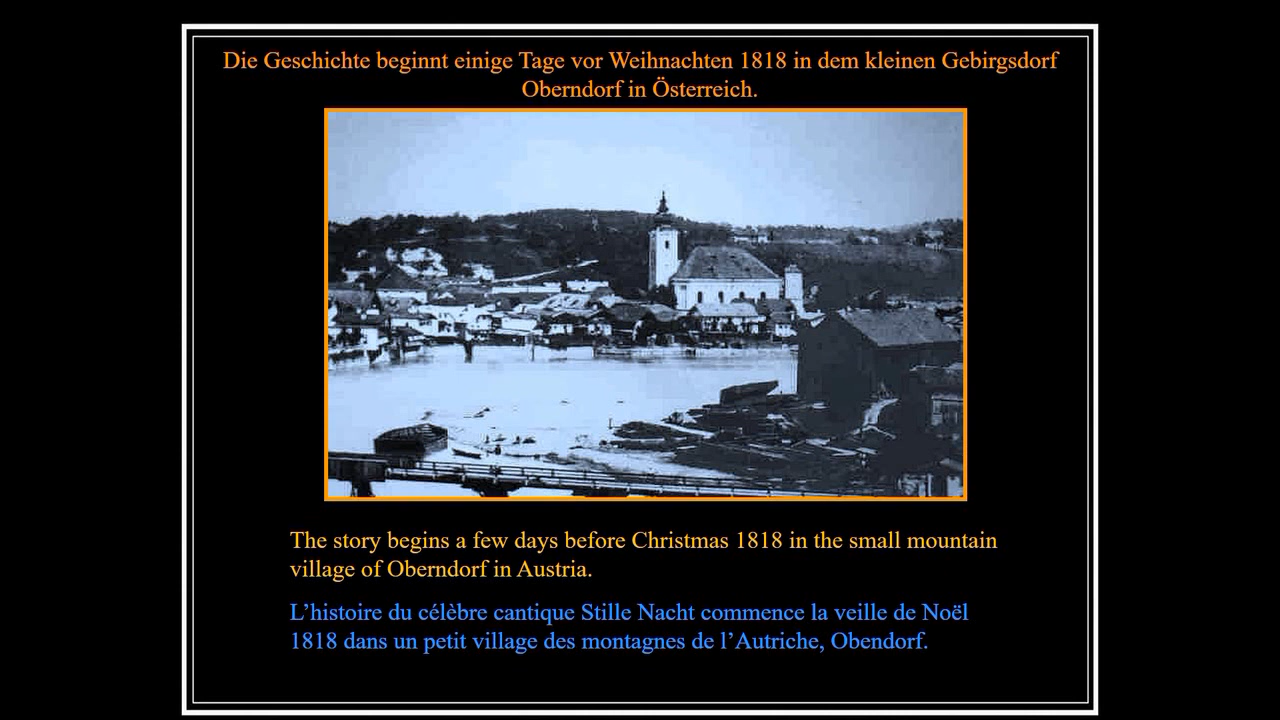 Die Geschichte beginnt einige Tage vor Weihnachten 1818 in dem kleinen Gebirgsdorf
Oberndorf in Österreich.
The story begins a few days before Christmas 1818 in the small mountain
village of Oberndorf in Austria.
L’histoire du célèbre cantique Stille Nacht commence la veille de Noël
1818 dans un petit village des montagnes de l’Autriche, Obendorf.